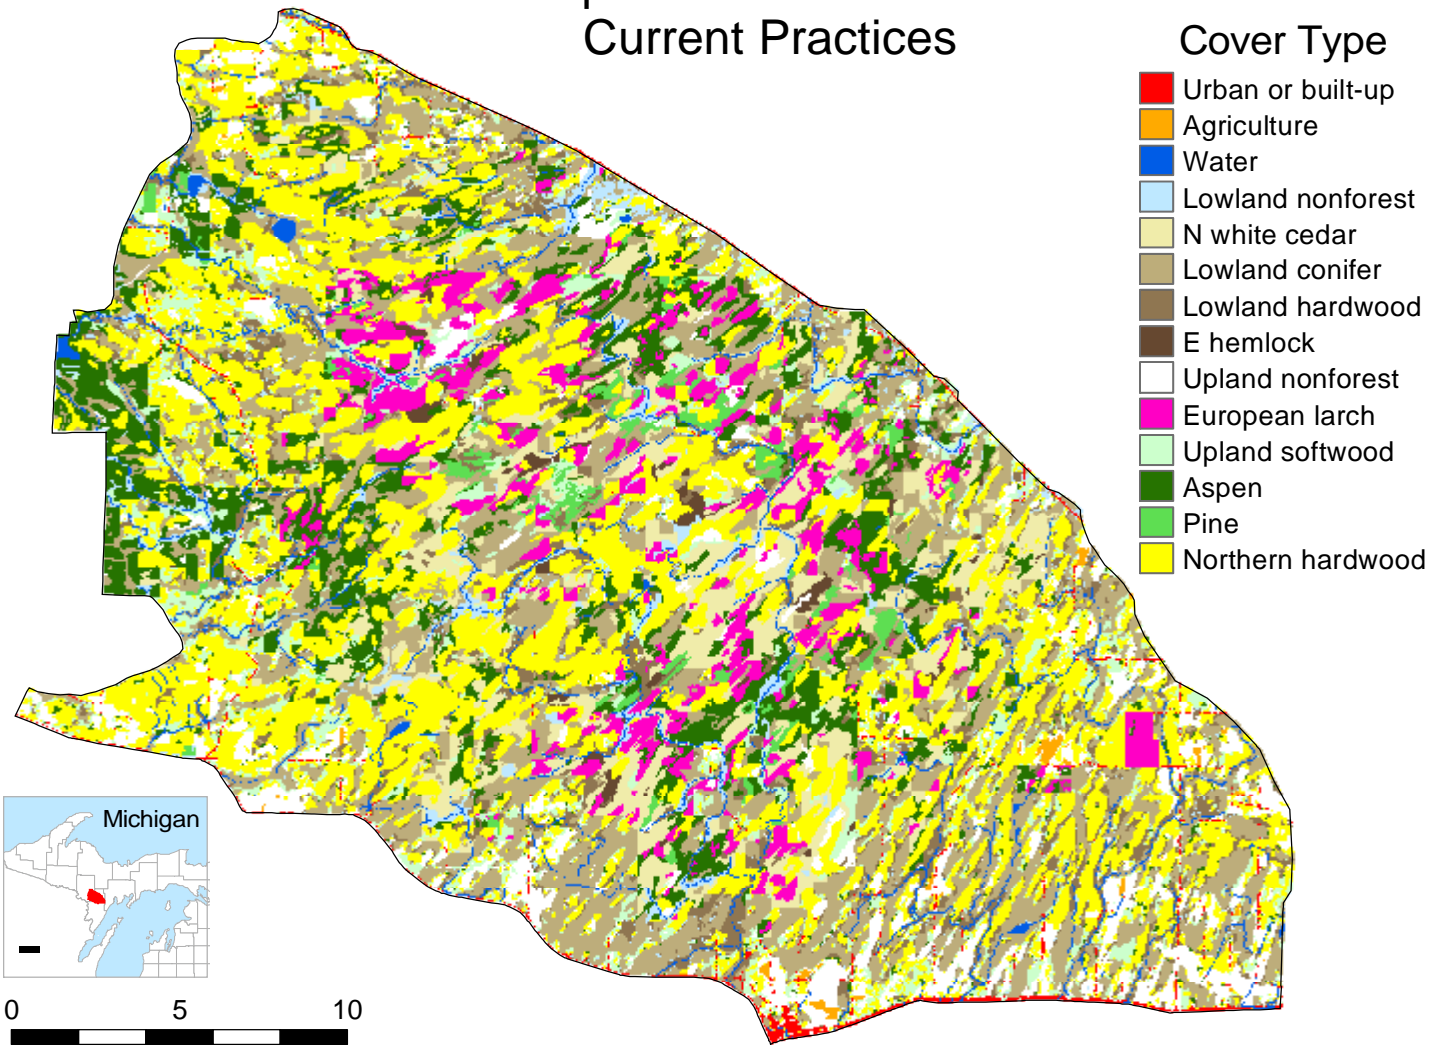 Current Practices
Cover Type
Urban or built-up
Agriculture
Water
Lowland nonforest
N white cedar
Lowland conifer
Lowland hardwood
E hemlock
Upland nonforest
European larch
Upland softwood
Aspen
Pine
Northern hardwood
Michigan
0 5 10